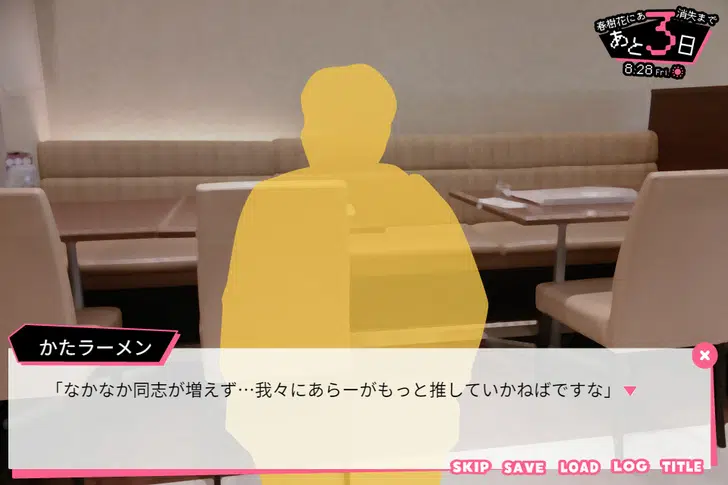 春樹花にあ 消失まで
あと3日
8.28 Fri
かたラーメン
「なかなか同志が増えず…我々にあらーがもっと推していかねばですな」
SKIP SAVE LOAD LOG TITLE